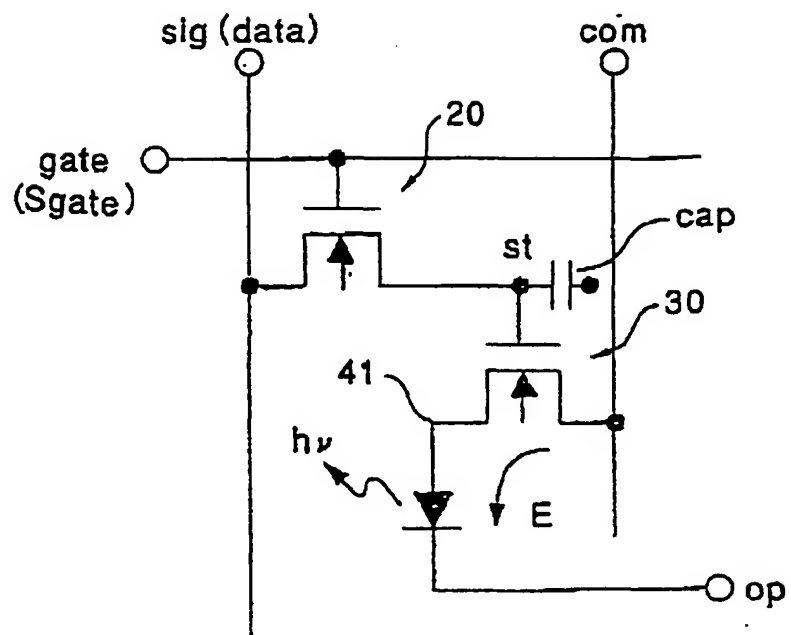 sig (data)
com
20
gate
(Sgate)
cap
st
30
41
hν
E
op